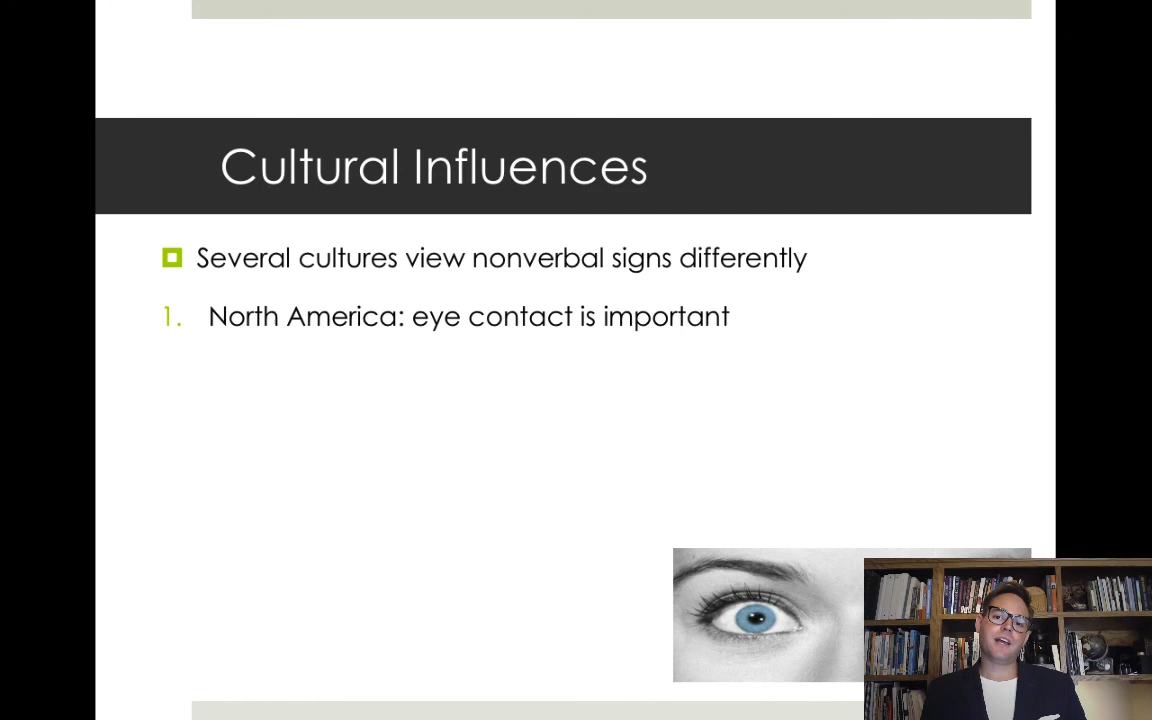 Cultural Influences
Several cultures view nonverbal signs differently
1. North America: eye contact is important